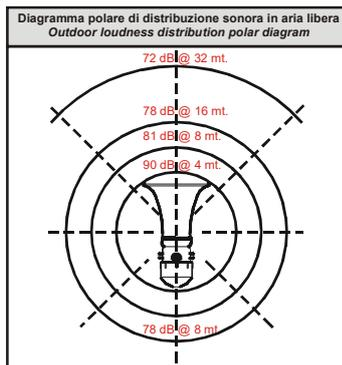 Diagramma polare di distribuzione sonora in aria libera
Outdoor loudness distribution polar diagram
72 dB @ 32 mt.
78 dB @ 16 mt.
81 dB @ 8 mt.
90 dB @ 4 mt.
78 dB @ 8 mt.